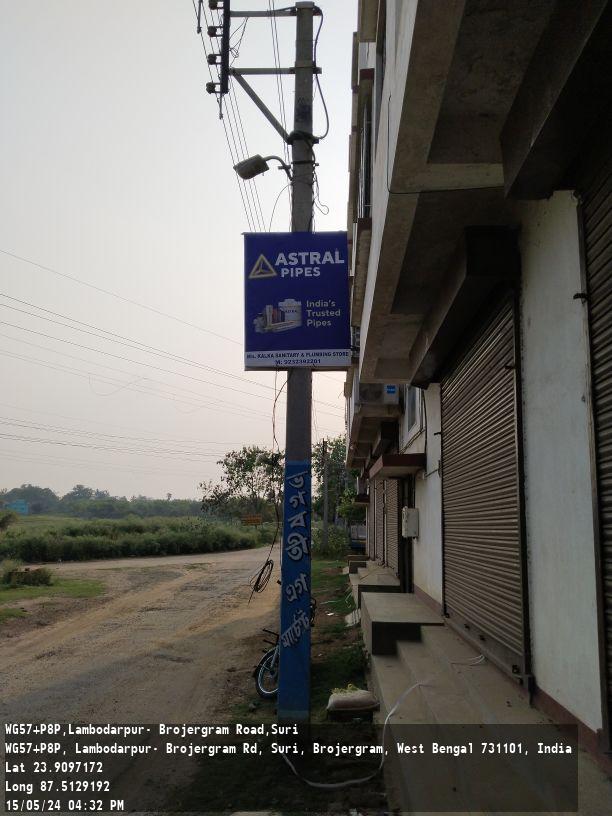 ASTRAL
PIPES
India's
Trusted
Pipes
M/s. KALKA SANITARY & PLUMBING STORE
M: 9232392201
ভগবতী এগ
মার্চেন্ট
WG57+P8P,Lambodarpur- Brojergram Road,Suri
WG57+P8P, Lambodarpur- Brojergram Rd, Suri, Brojergram, West Bengal 731101, India
Lat 23.9097172
Long 87.5129192
15/05/24 04:32 PM